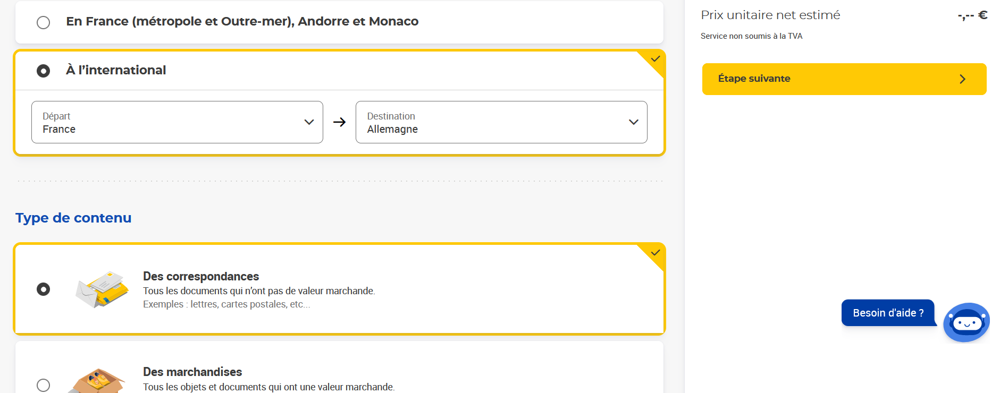 En France (métropole et Outre-mer), Andorre et Monaco
À l’international
Départ
France
Destination
Allemagne
Type de contenu
Des correspondances
Tous les documents qui n’ont pas de valeur marchande.
Exemples : lettres, cartes postales, etc...
Des marchandises
Tous les objets et documents qui ont une valeur marchande.
Prix unitaire net estimé
-,-- €
Service non soumis à la TVA
Étape suivante
Besoin d'aide ?